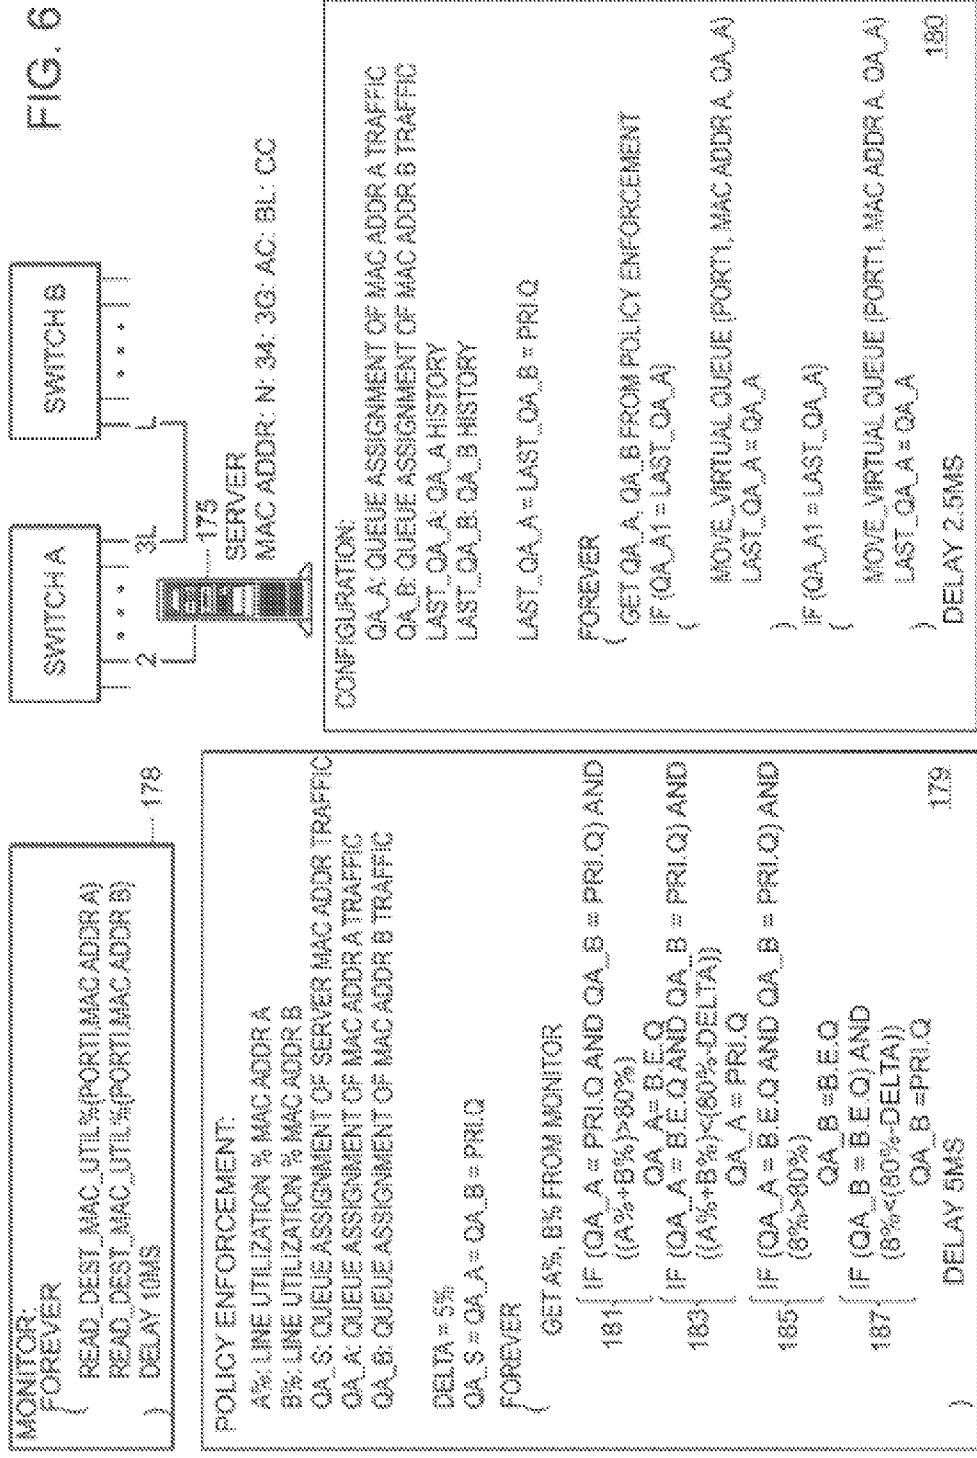 FIG. 6
SWITCH A
SWITCH B
2
3L
L
175
SERVER
MAC ADDR: N: 34: 3G: AC: BL: CC
MONITOR:
FOREVER
(
READ_DEST_MAC_UTIL%(PORT1,MAC ADDR A)
READ_DEST_MAC_UTIL%(PORT1,MAC ADDR B)
DELAY 10MS
)
178
POLICY ENFORCEMENT:
A%: LINE UTILIZATION % MAC ADDR A
B%: LINE UTILIZATION % MAC ADDR B
QA_S: QUEUE ASSIGNMENT OF SERVER MAC ADDR TRAFFIC
QA_A: QUEUE ASSIGNMENT OF MAC ADDR A TRAFFIC
QA_B: QUEUE ASSIGNMENT OF MAC ADDR B TRAFFIC
DELTA = 5%
QA_S = QA_A = QA_B = PRI.Q
FOREVER
(
GET A%, B% FROM MONITOR
181 IF (QA_A = PRI.Q AND QA_B = PRI.Q) AND
((A%+B%)>80%)
QA_A= B.E.Q
183 IF (QA_A = B.E.Q AND QA_B = PRI.Q) AND
((A%+B%)<(80%-DELTA))
QA_A = PRI.Q
185 IF (QA_A = B.E.Q AND QA_B = PRI.Q) AND
(B%>80%)
QA_B =B.E.Q
187 IF (QA_B = B.E.Q) AND
(B%<(80%-DELTA))
QA_B =PRI.Q
DELAY 5MS
)
179
CONFIGURATION:
QA_A: QUEUE ASSIGNMENT OF MAC ADDR A TRAFFIC
QA_B: QUEUE ASSIGNMENT OF MAC ADDR B TRAFFIC
LAST_QA_A: QA_A HISTORY
LAST_QA_B: QA_B HISTORY
LAST_QA_A = LAST_QA_B = PRI.Q
FOREVER
(
GET QA_A, QA_B FROM POLICY ENFORCEMENT
IF (QA_A1 = LAST_QA_A)
(
MOVE_VIRTUAL QUEUE (PORT1, MAC ADDR A, QA_A)
LAST_QA_A = QA_A
)
IF (QA_A1 = LAST_QA_A)
(
MOVE_VIRTUAL QUEUE (PORT1, MAC ADDR A, QA_A)
LAST_QA_A = QA_A
)
DELAY 2.5MS
180